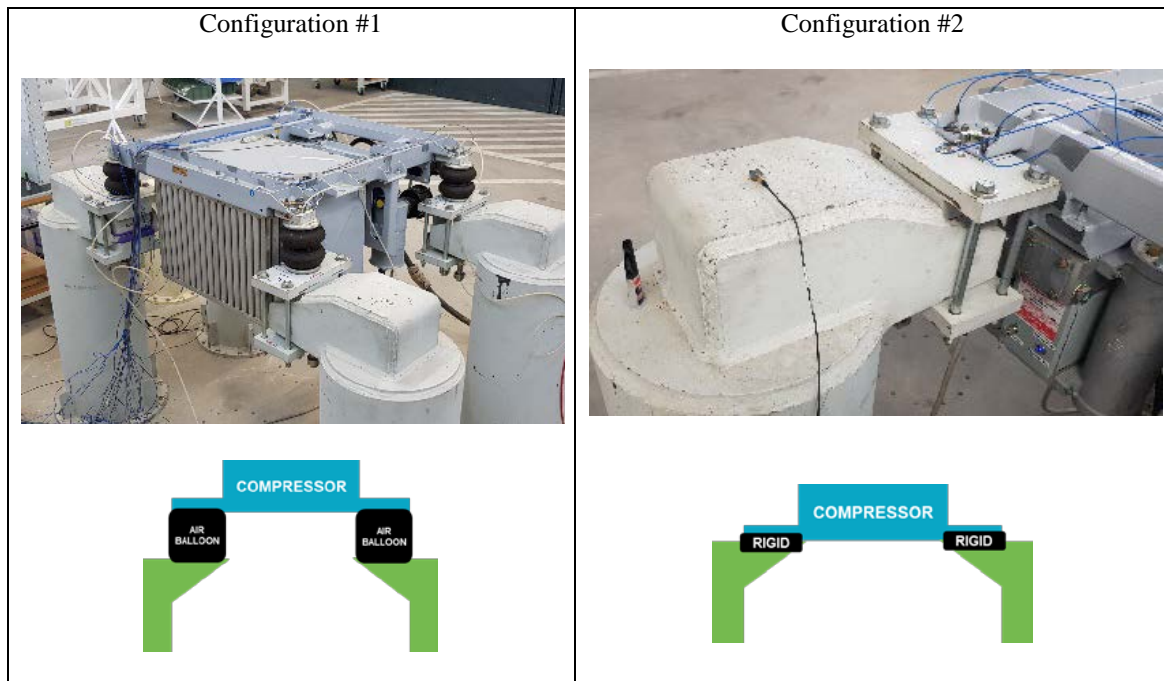 Configuration #1
Configuration #2
COMPRESSOR
AIR
BALLOON
AIR
BALLOON
COMPRESSOR
RIGID
RIGID